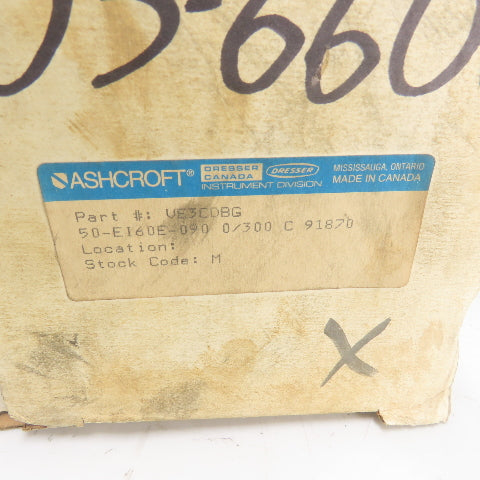 05-660
ASHCROFT®
DRESSER
CANADA
DRESSER
INSTRUMENT DIVISION
MISSISSAUGA, ONTARIO
MADE IN CANADA
Part #: VE3CDBG
50-EI60E-090 0/300 C 91870
Location:
Stock Code: M
X